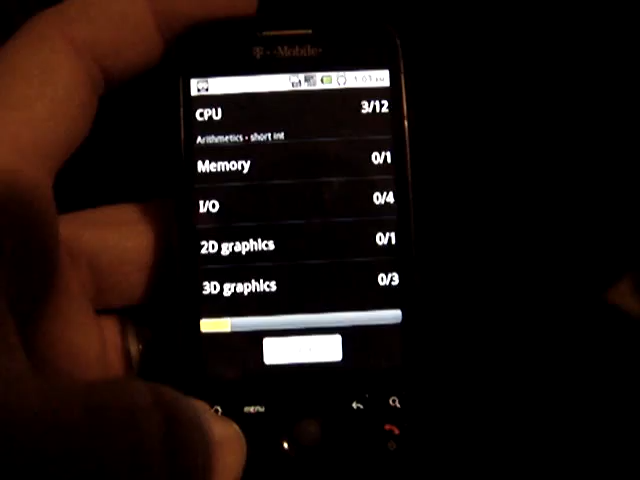 T-Mobile
CPU 3/12
Arithmetics - short int
Memory 0/1
I/O 0/4
2D graphics 0/1
3D graphics 0/3
menu